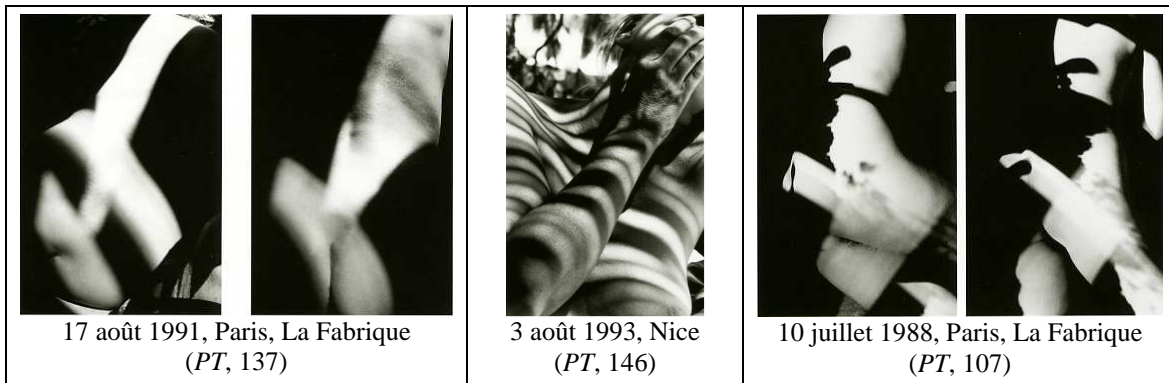 17 août 1991, Paris, La Fabrique
(PT, 137)
3 août 1993, Nice
(PT, 146)
10 juillet 1988, Paris, La Fabrique
(PT, 107)